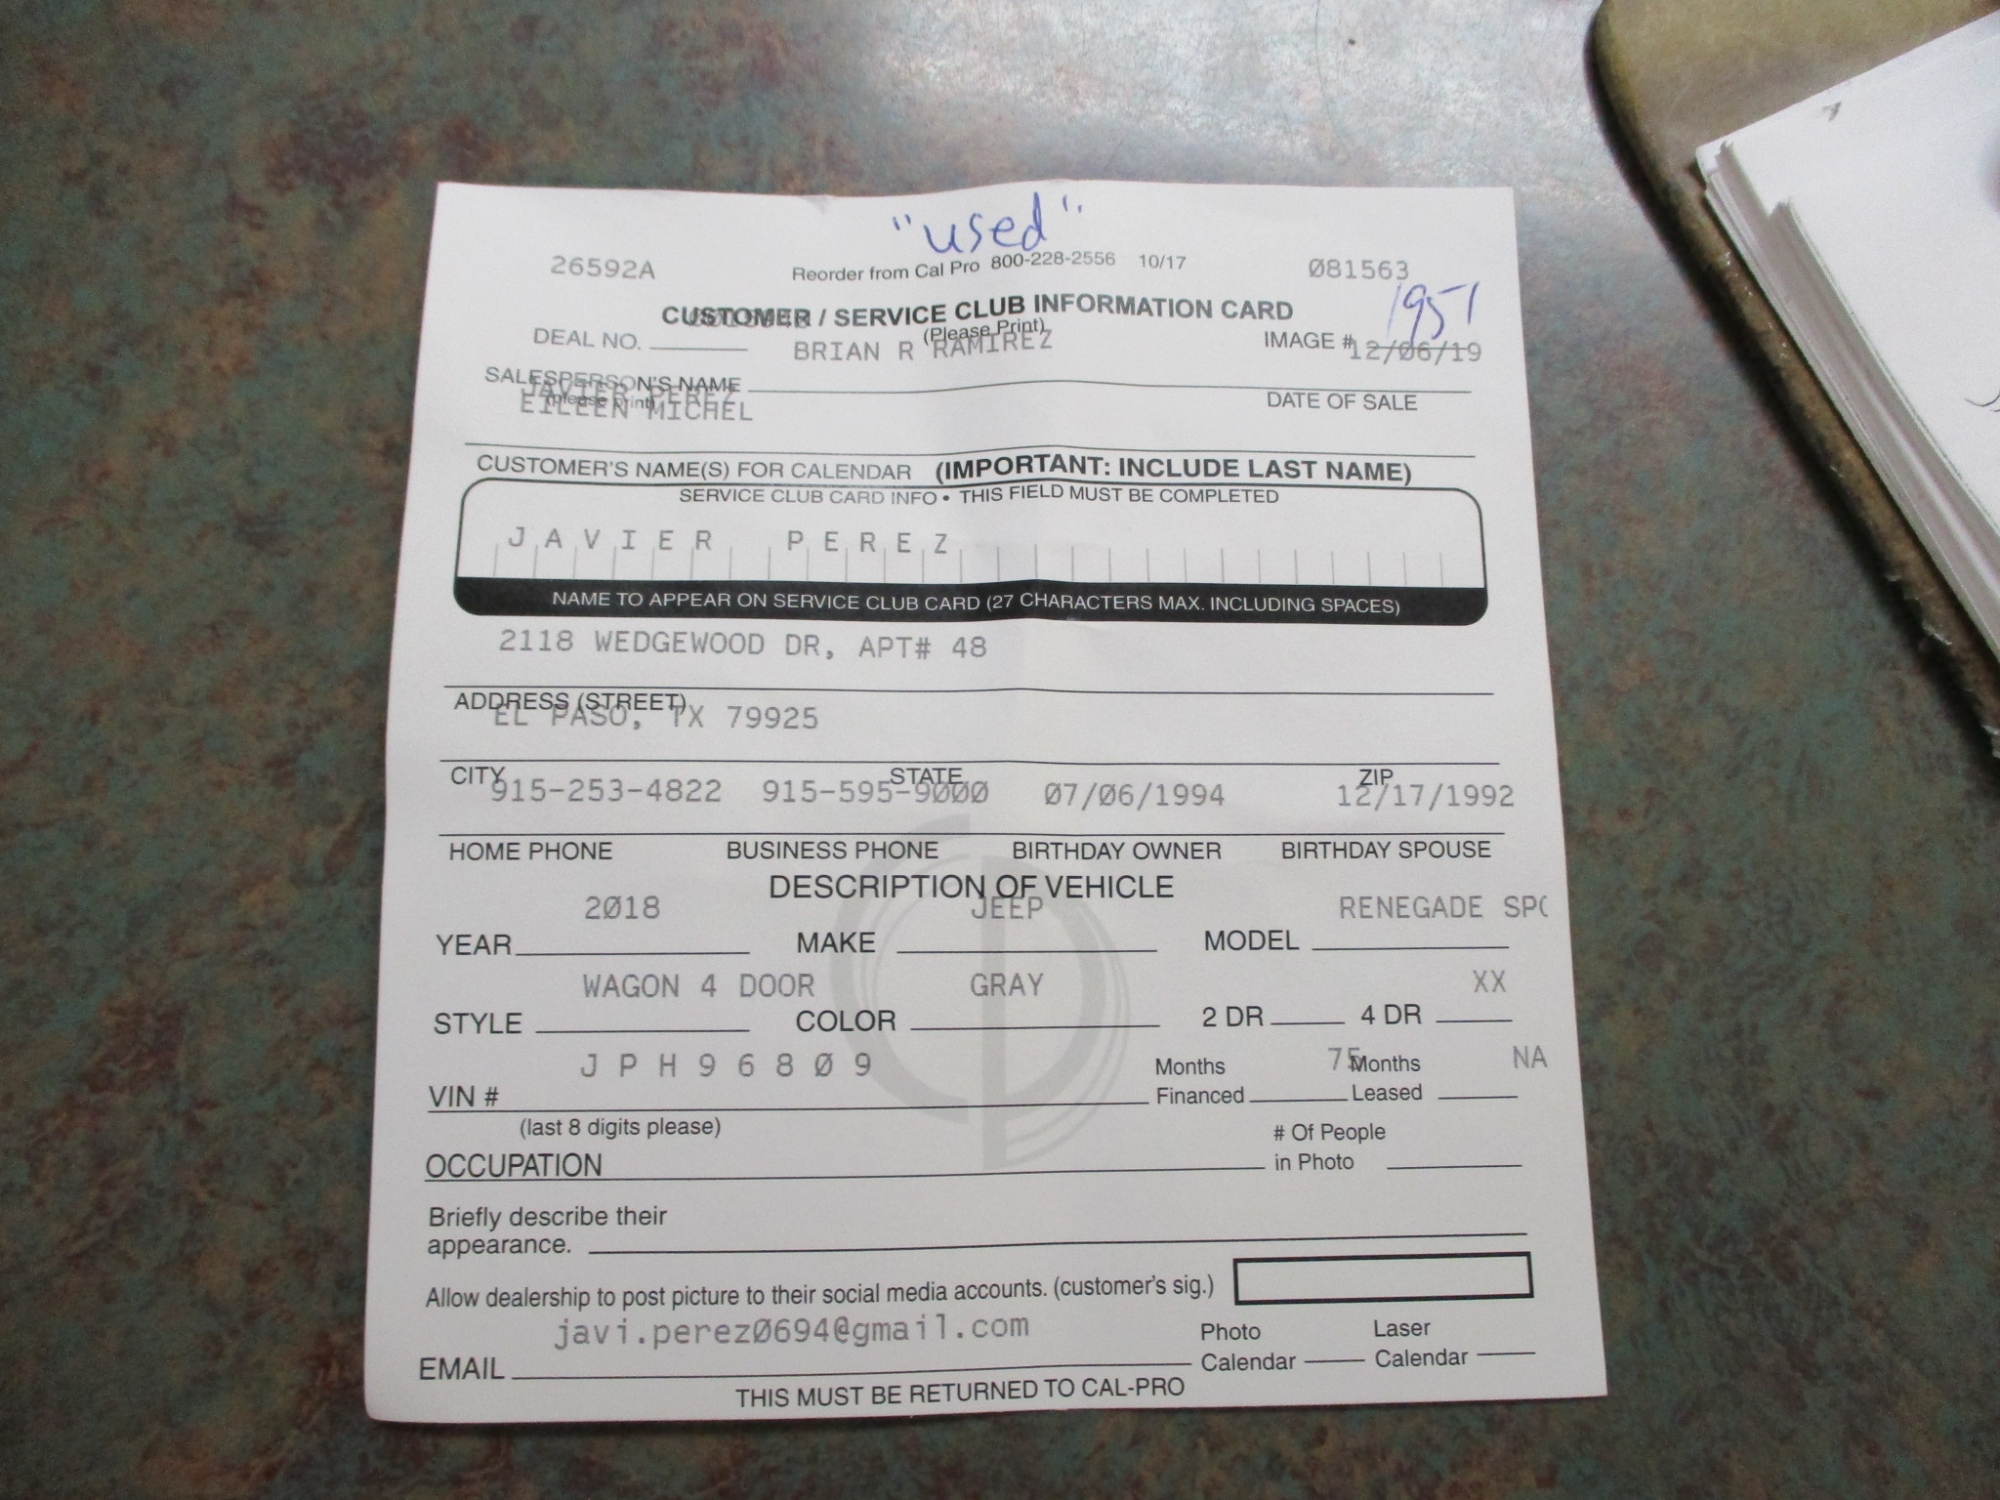 "used"
26592A Reorder from Cal Pro 800-228-2556 10/17 081563
CUSTOMER / SERVICE CLUB INFORMATION CARD 1951
(Please Print)
DEAL NO. BRIAN R RAMIREZ IMAGE # 12/06/19
SALESPERSON'S NAME DATE OF SALE
JAVIER PEREZ
(please print)
EILEEN MICHEL
CUSTOMER'S NAME(S) FOR CALENDAR (IMPORTANT: INCLUDE LAST NAME)
SERVICE CLUB CARD INFO • THIS FIELD MUST BE COMPLETED
JAVIER PEREZ
NAME TO APPEAR ON SERVICE CLUB CARD (27 CHARACTERS MAX. INCLUDING SPACES)
2118 WEDGEWOOD DR, APT# 48
ADDRESS (STREET)
EL PASO, TX 79925
CITY STATE ZIP
915-253-4822 915-595-9000 07/06/1994 12/17/1992
HOME PHONE BUSINESS PHONE BIRTHDAY OWNER BIRTHDAY SPOUSE
DESCRIPTION OF VEHICLE
2018 JEEP RENEGADE SPO
YEAR MAKE MODEL
WAGON 4 DOOR GRAY XX
STYLE COLOR 2 DR 4 DR
JPH96809 Months 75 Months NA
VIN # Financed Leased
(last 8 digits please) # Of People
OCCUPATION in Photo
Briefly describe their
appearance.
Allow dealership to post picture to their social media accounts. (customer's sig.)
javi.perez0694@gmail.com Photo Laser
EMAIL Calendar Calendar
THIS MUST BE RETURNED TO CAL-PRO